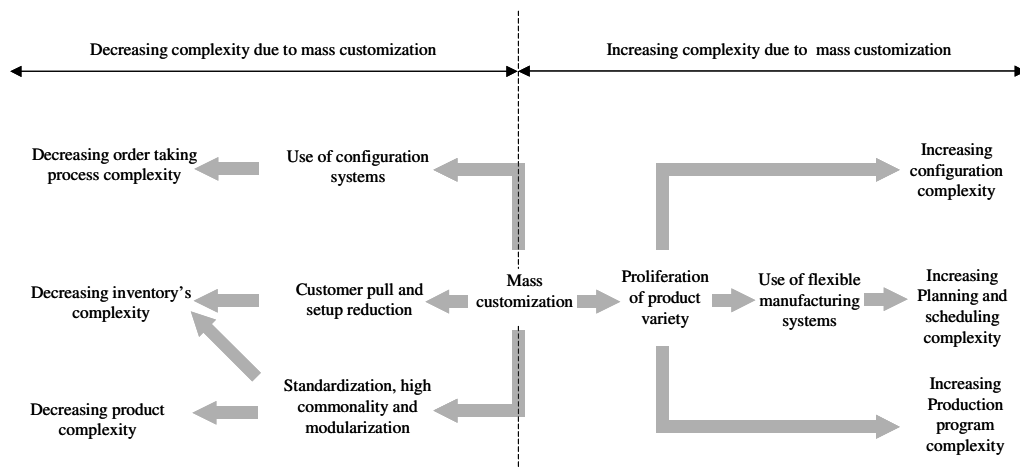 Decreasing complexity due to mass customization
Increasing complexity due to mass customization
Decreasing order taking
process complexity
Use of configuration
systems
Increasing
configuration
complexity
Decreasing inventory's
complexity
Customer pull and
setup reduction
Mass
customization
Proliferation
of product
variety
Use of flexible
manufacturing
systems
Increasing
Planning and
scheduling
complexity
Decreasing product
complexity
Standardization, high
commonality and
modularization
Increasing
Production
program
complexity